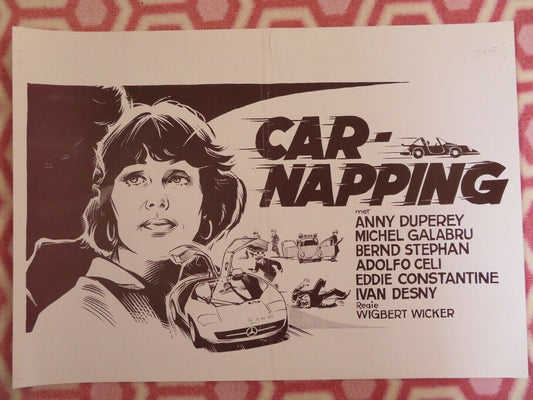 CAR-
NAPPING
met
ANNY DUPEREY
MICHEL GALABRU
BERND STEPHAN
ADOLFO CELI
EDDIE CONSTANTINE
IVAN DESNY
Regie
WIGBERT WICKER